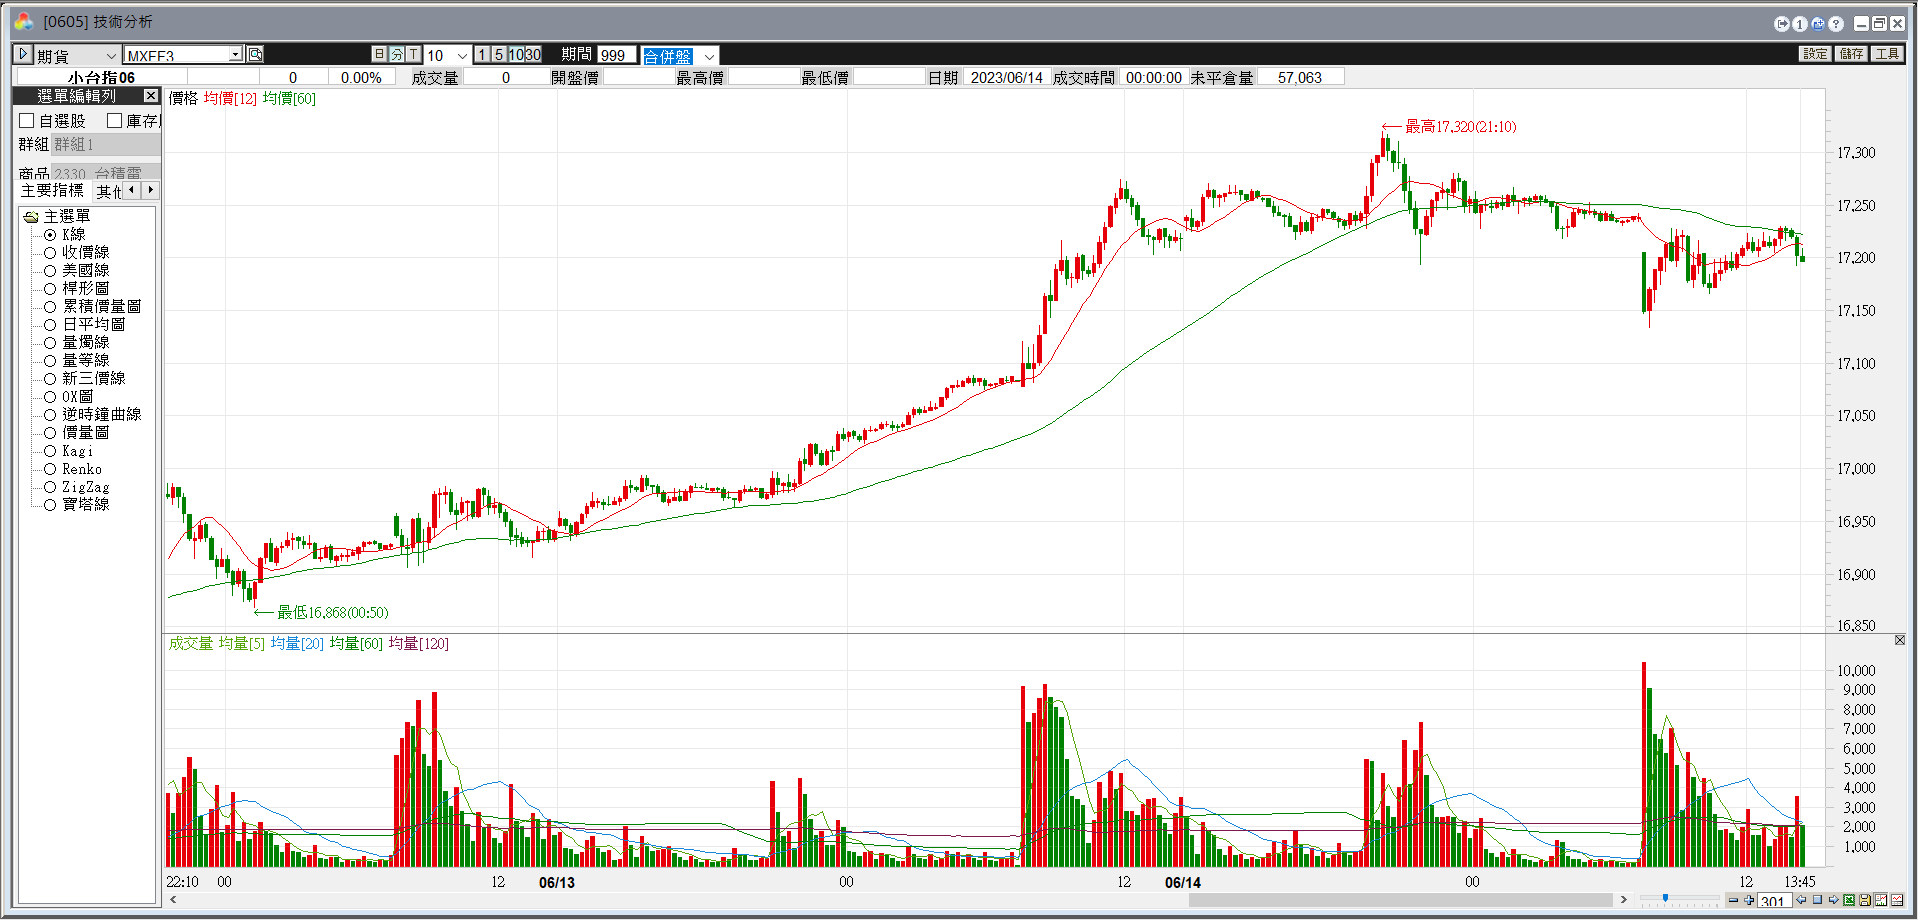 [0605] 技術分析
期貨 MXFF3 日 分 T 10 1 5 10 30 期間 999 合併盤 設定 儲存 工具
小台指06 0 0.00% 成交量 0 開盤價 最高價 最低價 日期 2023/06/14 成交時間 00:00:00 未平倉量 57,063
選單編輯列
自選股 庫存
群組 群組1
商品 2330 台積電
主要指標 其他
主選單
K線
收價線
美國線
桿形圖
累積價量圖
日平均圖
量燭線
量等線
新三價線
OX圖
逆時鐘曲線
價量圖
Kagi
Renko
ZigZag
寶塔線
價格 均價[12] 均價[60]
最高17,320(21:10)
最低16,868(00:50)
17,300
17,250
17,200
17,150
17,100
17,050
17,000
16,950
16,900
16,850
成交量 均量[5] 均量[20] 均量[60] 均量[120]
10,000
9,000
8,000
7,000
6,000
5,000
4,000
3,000
2,000
1,000
22:10 00 12 06/13 00 12 06/14 00 12 13:45
301